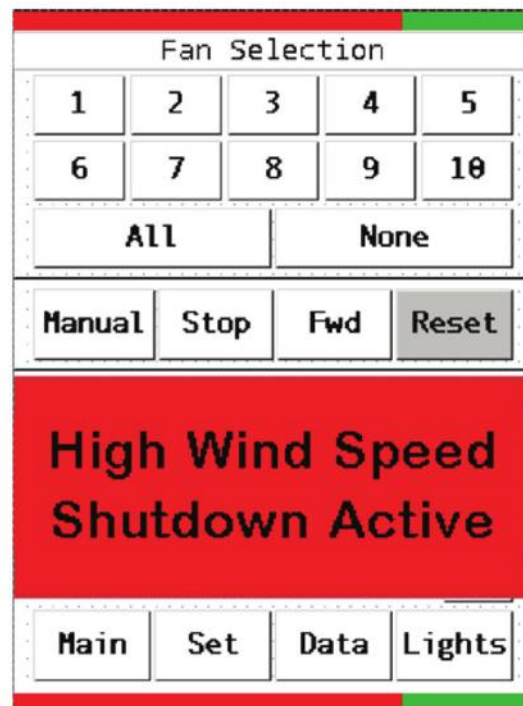 Fan Selection
1 2 3 4 5
6 7 8 9 10
All None
Manual Stop Fwd Reset
High Wind Speed
Shutdown Active
Main Set Data Lights